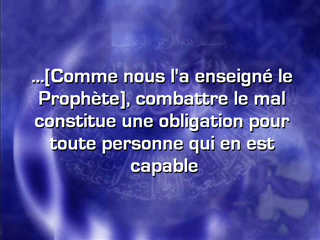 ...[Comme nous l'a enseigné le
Prophète], combattre le mal
constitue une obligation pour
toute personne qui en est
capable